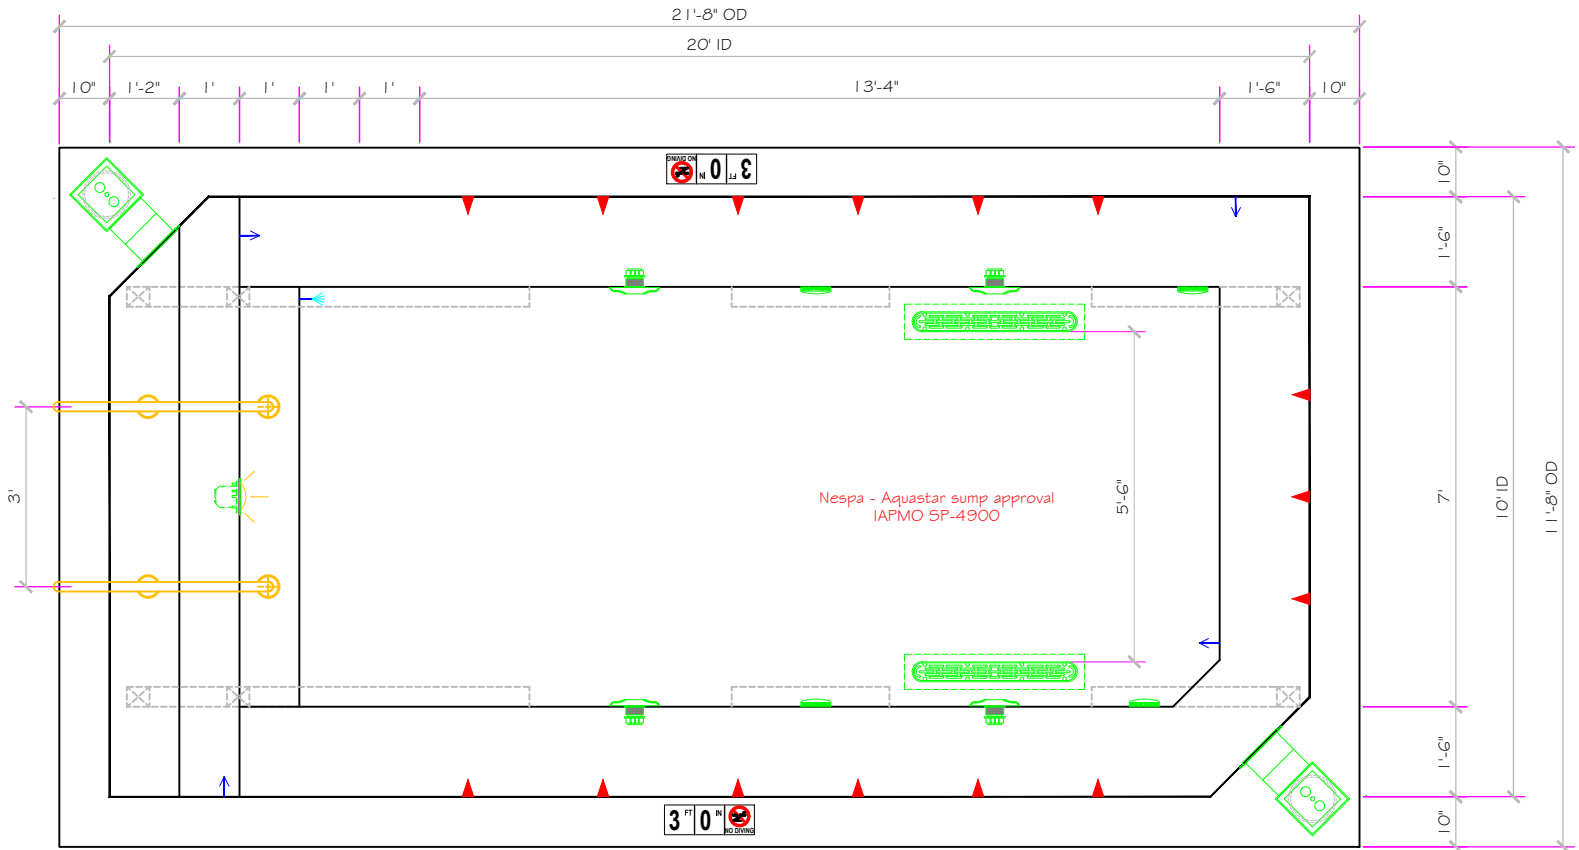 21'-8" OD
20' ID
10"
1'-2"
1'
1'
1'
1'
13'-4"
1'-6"
10"
NO DIVING
0 IN
3 FT
10"
1'-6"
3'
Nespa - Aquastar sump approval
IAPMO SP-4900
5'-6"
7'
10' ID
11'-8" OD
1'-6"
10"
3 FT
0 IN
NO DIVING